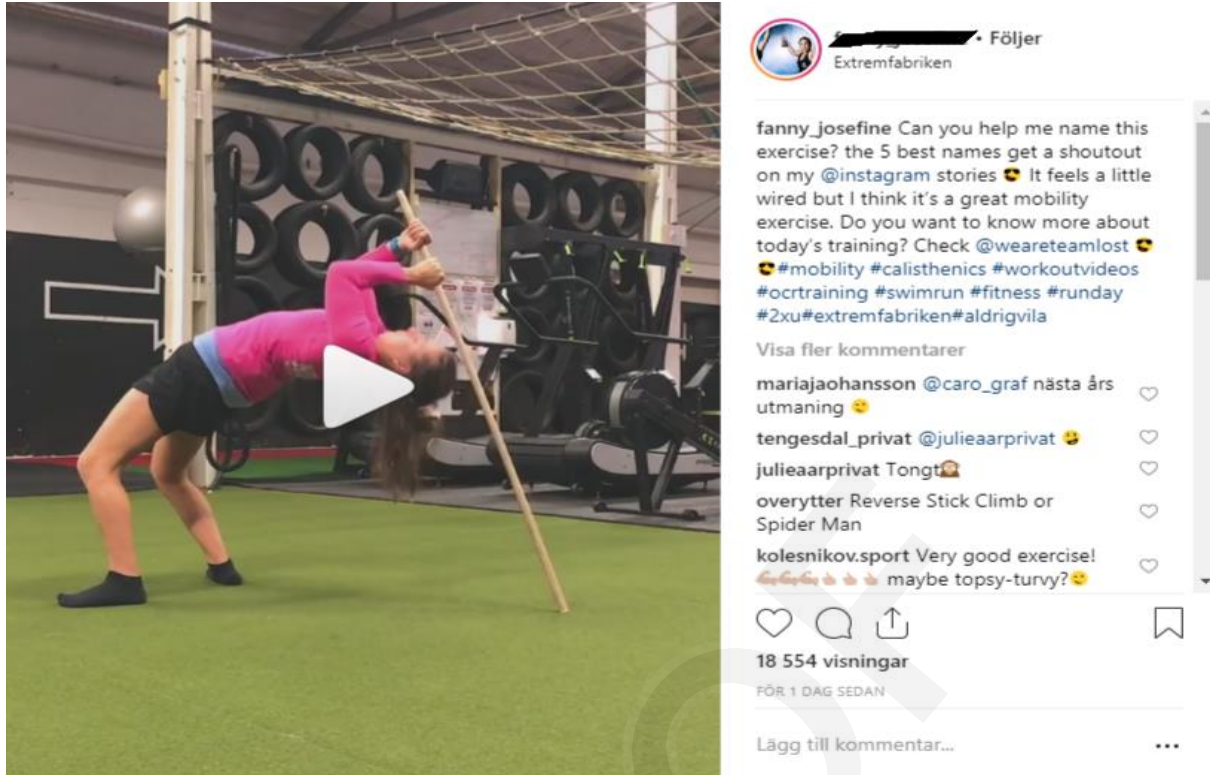 • Följer
Extremfabriken
fanny_josefine Can you help me name this
exercise? the 5 best names get a shoutout
on my @instagram stories 😎 It feels a little
wired but I think it's a great mobility
exercise. Do you want to know more about
today's training? Check @weareteamlost 😎
😎#mobility #calisthenics #workoutvideos
#ocrtraining #swimrun #fitness #runday
#2xu#extremfabriken#aldrigvila
Visa fler kommentarer
mariajaohansson @caro_graf nästa års
utmaning 😉
tengesdal_privat @julieaarprivat
julieaarprivat Tongt🙈
overytter Reverse Stick Climb or
Spider Man
kolesnikov.sport Very good exercise!
maybe topsy-turvy?😉
18 554 visningar
FÖR 1 DAG SEDAN
Lägg till kommentar...